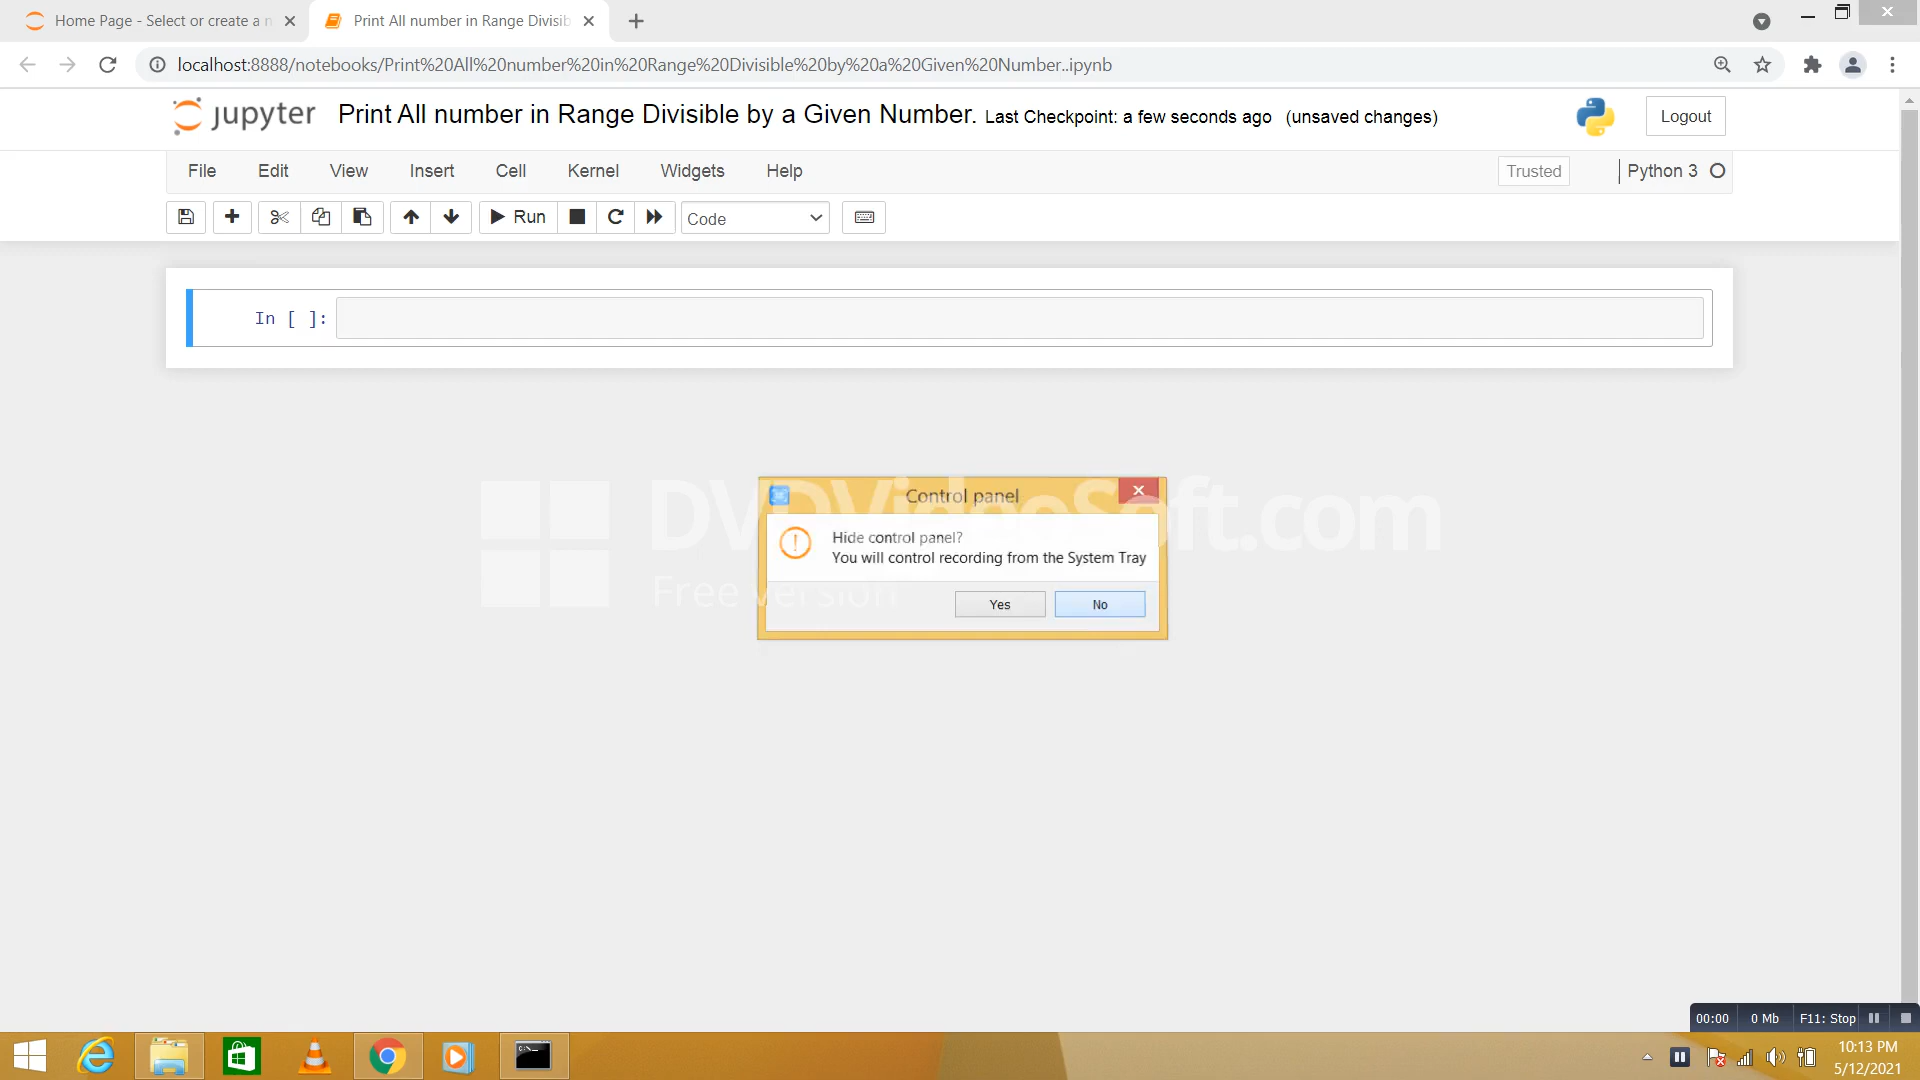 Home Page - Select or create a n
Print All number in Range Divisib
localhost:8888/notebooks/Print%20All%20number%20in%20Range%20Divisible%20by%20a%20Given%20Number..ipynb
jupyter Print All number in Range Divisible by a Given Number. Last Checkpoint: a few seconds ago (unsaved changes)
Logout
File Edit View Insert Cell Kernel Widgets Help Trusted Python 3
Run Code
In [ ]:
DVDVideoSoft.com
Free version
Control panel
Hide control panel?
You will control recording from the System Tray
Yes No
00:00 0 Mb F11: Stop
10:13 PM
5/12/2021